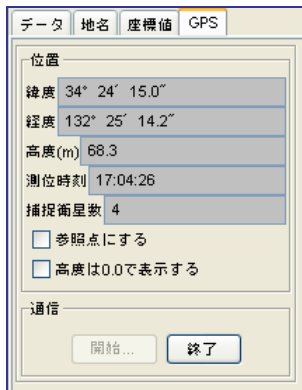 データ 地名 座標値 GPS
位置
緯度 34° 24′ 15.0″
経度 132° 25′ 14.2″
高度(m) 68.3
測位時刻 17:04:26
捕捉衛星数 4
参照点にする
高度は0.0で表示する
通信
開始... 終了